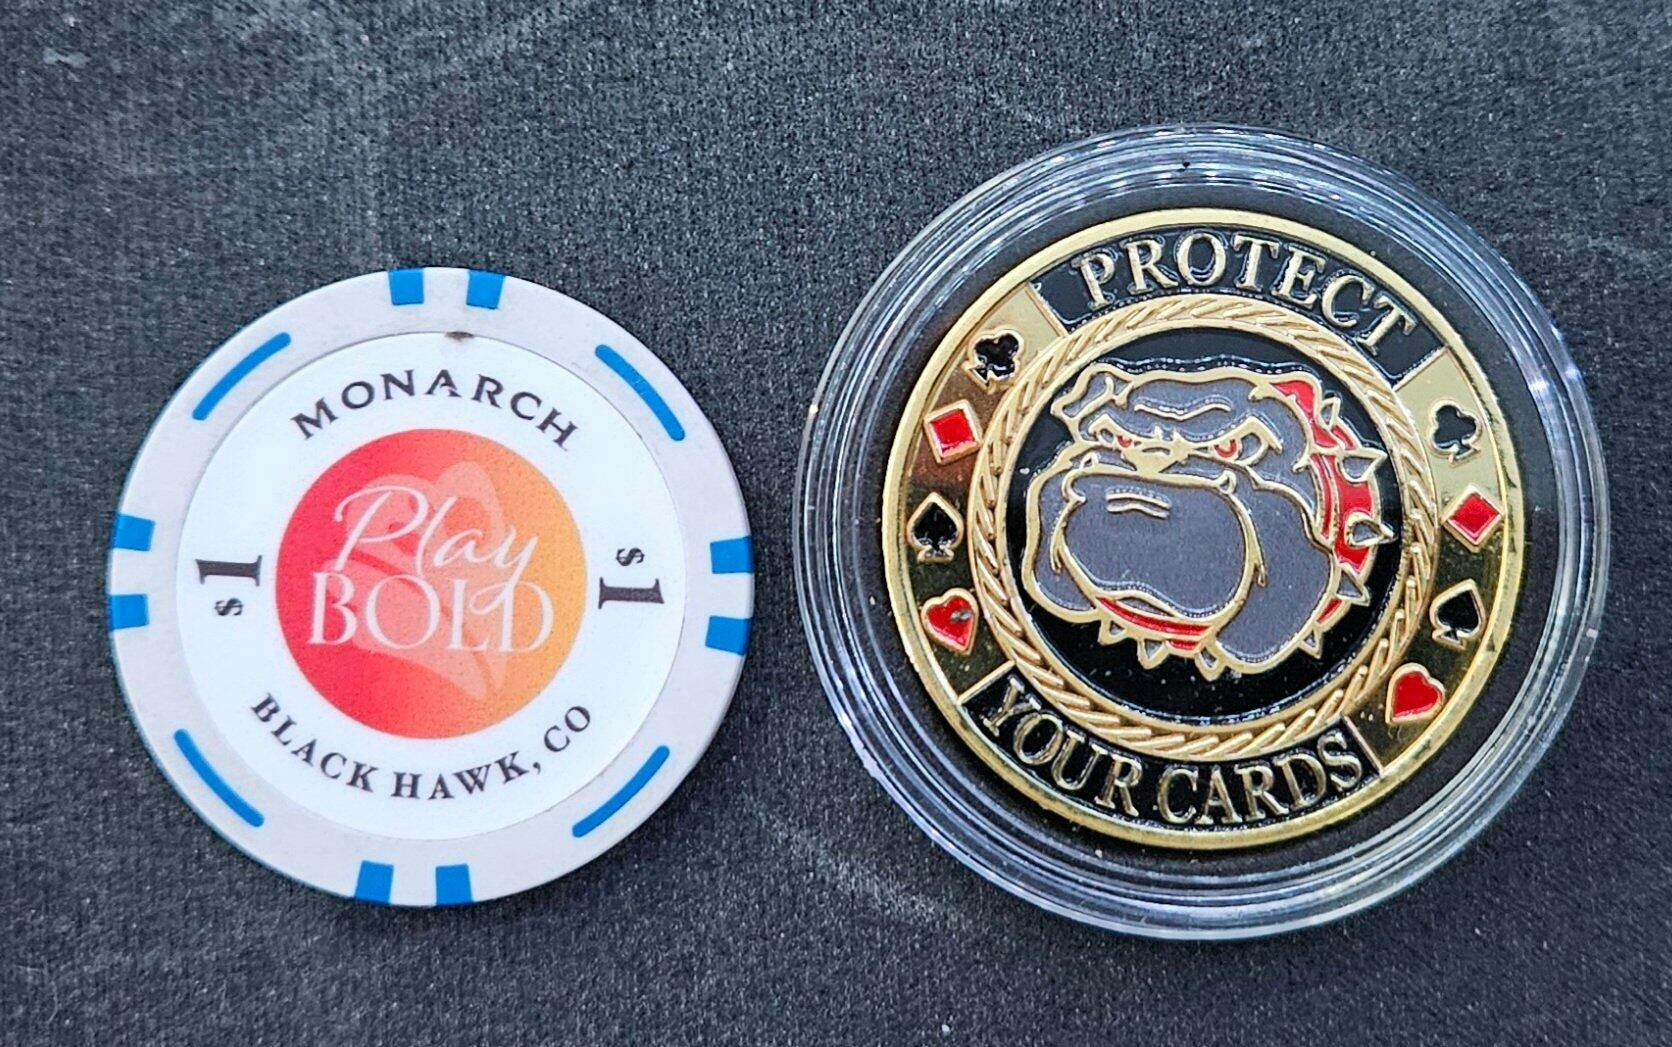 MONARCH
$1
Play
BOLD
$1
BLACK HAWK, CO
PROTECT
YOUR CARDS